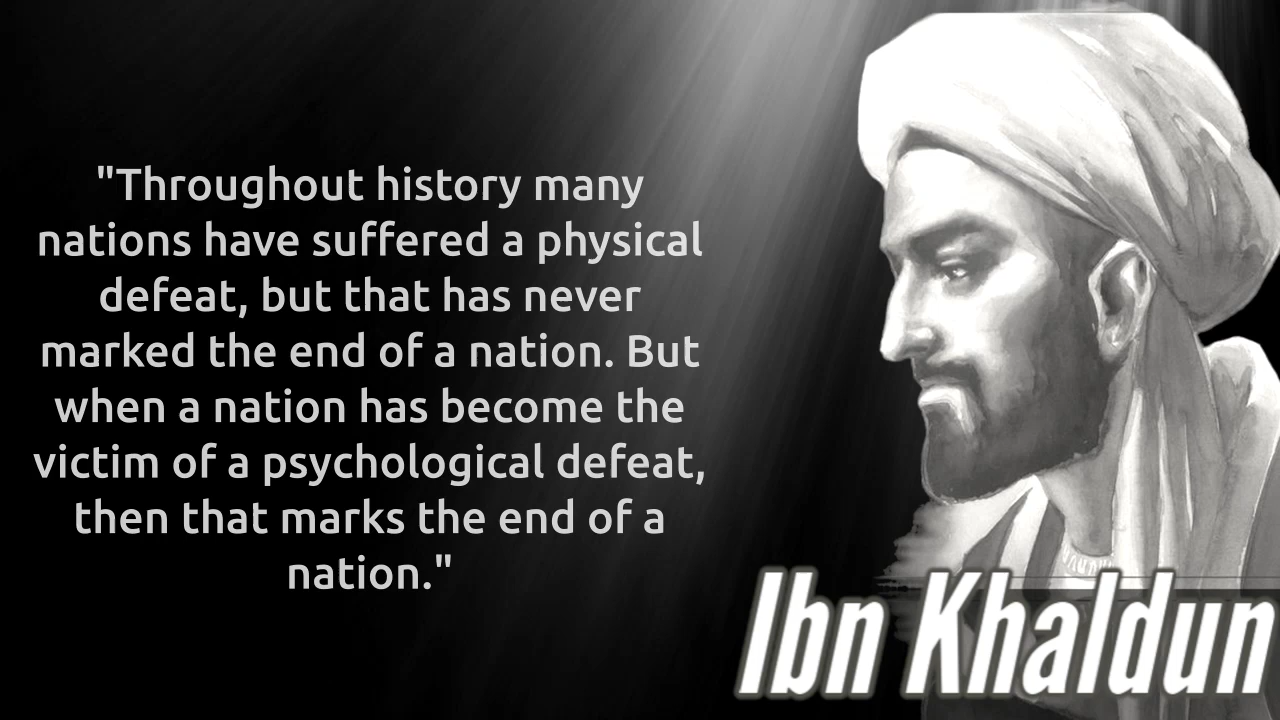 "Throughout history many
nations have suffered a physical
defeat, but that has never
marked the end of a nation. But
when a nation has become the
victim of a psychological defeat,
then that marks the end of a
nation."
Ibn Khaldun